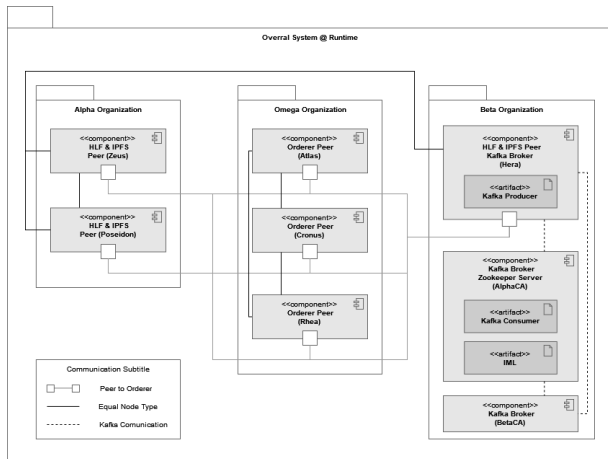 Overral System @ Runtime
Alpha Organization
<<component>>
HLF & IPFS
Peer (Zeus)
<<component>>
HLF & IPFS
Peer (Poseidon)
Omega Organization
<<component>>
Orderer Peer
(Atlas)
<<component>>
Orderer Peer
(Cronus)
<<component>>
Orderer Peer
(Rhea)
Beta Organization
<<component>>
HLF & IPFS Peer
Kafka Broker
(Hera)
<<artifact>>
Kafka Producer
<<component>>
Kafka Broker
Zookeeper Server
(AlphaCA)
<<artifact>>
Kafka Consumer
<<artifact>>
IML
<<component>>
Kafka Broker
(BetaCA)
Communication Subtitle
Peer to Orderer
Equal Node Type
Kafka Comunication